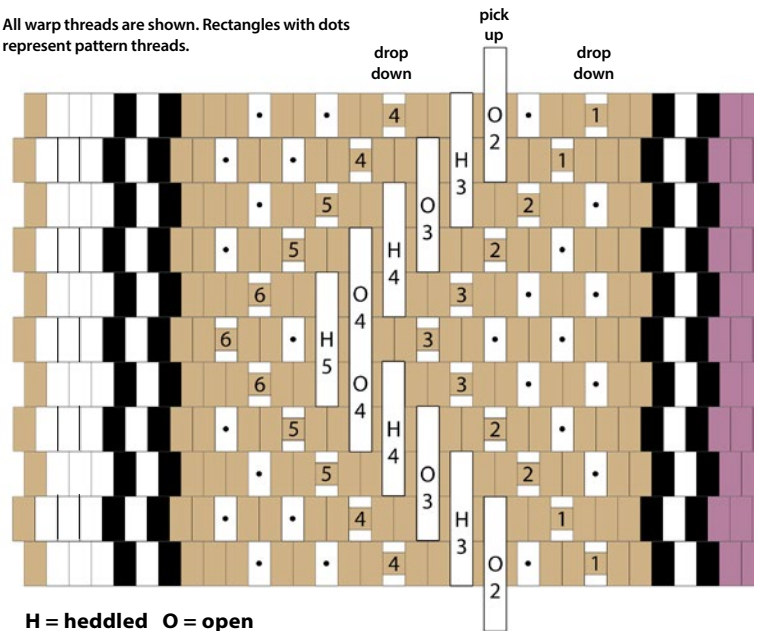 All warp threads are shown. Rectangles with dots
represent pattern threads.
pick
up
drop
down
drop
down
4 O 1
2
4 H 1
3
5 O 2
3
5 H 2
4
6 O 3
4
6 H 3
5
6 O 3
4
5 H 2
4
5 O 2
3
4 H 1
3
4 O 1
2
H = heddled O = open